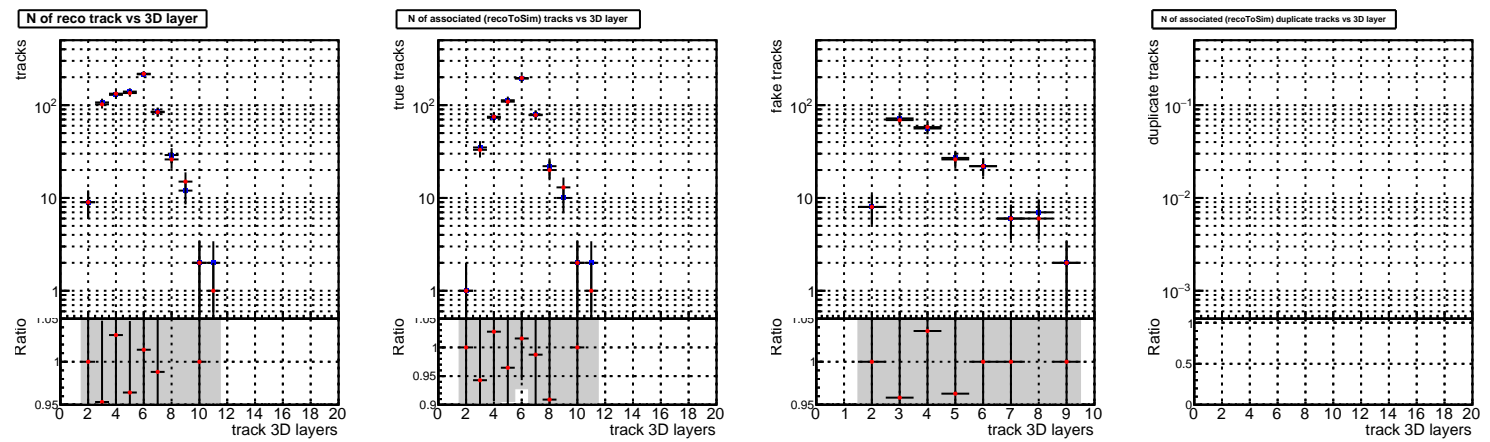 N of reco track vs 3D layer
tracks
10²
10
1
Ratio
1.05
1
0.95
0 2 4 6 8 10 12 14 16 18 20
track 3D layers
N of associated (recoToSim) tracks vs 3D layer
true tracks
10²
10
1
Ratio
1.05
1
0.95
0.9
0 2 4 6 8 10 12 14 16 18 20
track 3D layers
fake tracks
10²
10
1
Ratio
1.05
1
0.95
0 1 2 3 4 5 6 7 8 9 10
track 3D layers
N of associated (recoToSim) duplicate tracks vs 3D layer
duplicate tracks
10⁻¹
10⁻²
10⁻³
Ratio
1
0.5
0
0 2 4 6 8 10 12 14 16 18 20
track 3D layers